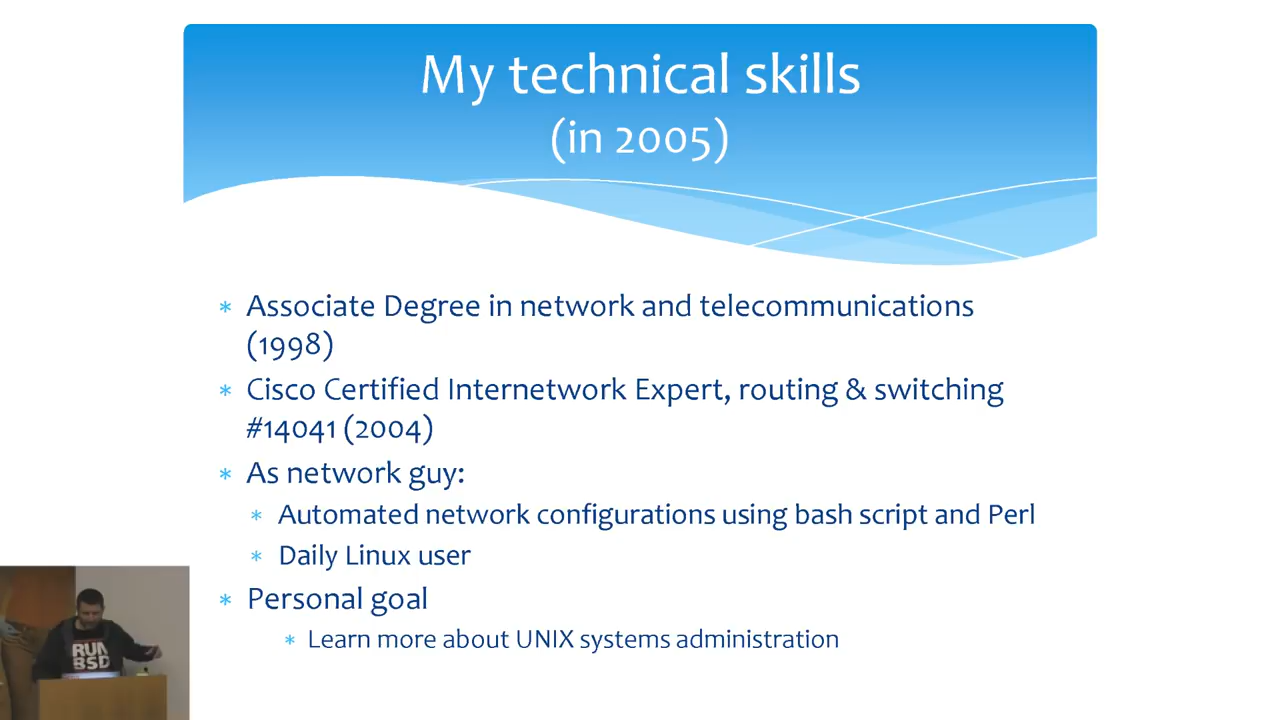 My technical skills
(in 2005)
* Associate Degree in network and telecommunications
(1998)
* Cisco Certified Internetwork Expert, routing & switching
#14041 (2004)
* As network guy:
* Automated network configurations using bash script and Perl
* Daily Linux user
* Personal goal
* Learn more about UNIX systems administration
RUN
BSD